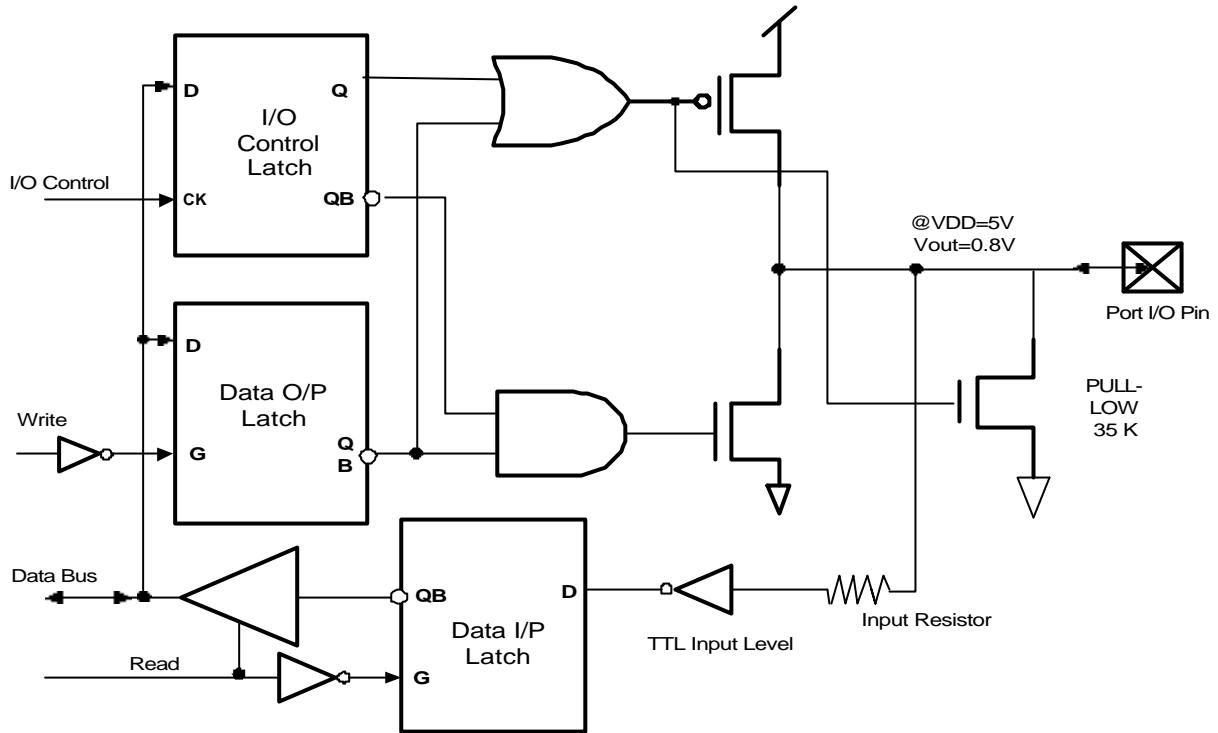 D
Q
I/O
Control
Latch
I/O Control
CK
QB
@VDD=5V
Vout=0.8V
Port I/O Pin
D
Data O/P
Latch
Write
G
Q
B
PULL-
LOW
35 K
Data Bus
QB
D
Data I/P
Latch
TTL Input Level
Input Resistor
Read
G